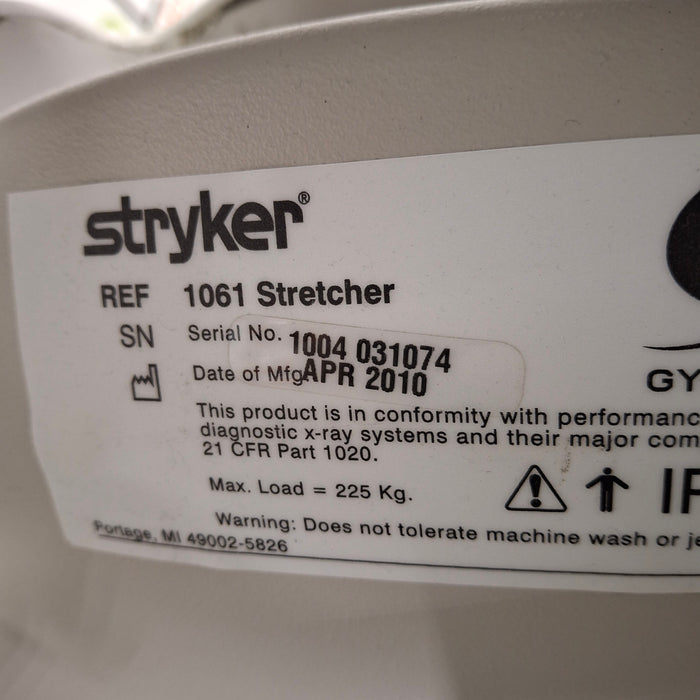 stryker®
REF 1061 Stretcher
SN Serial No. 1004 031074
Date of Mfg APR 2010
This product is in conformity with performanc
diagnostic x-ray systems and their major com
21 CFR Part 1020.
Max. Load = 225 Kg.
Warning: Does not tolerate machine wash or je
Portage, MI 49002-5826
GY
IP